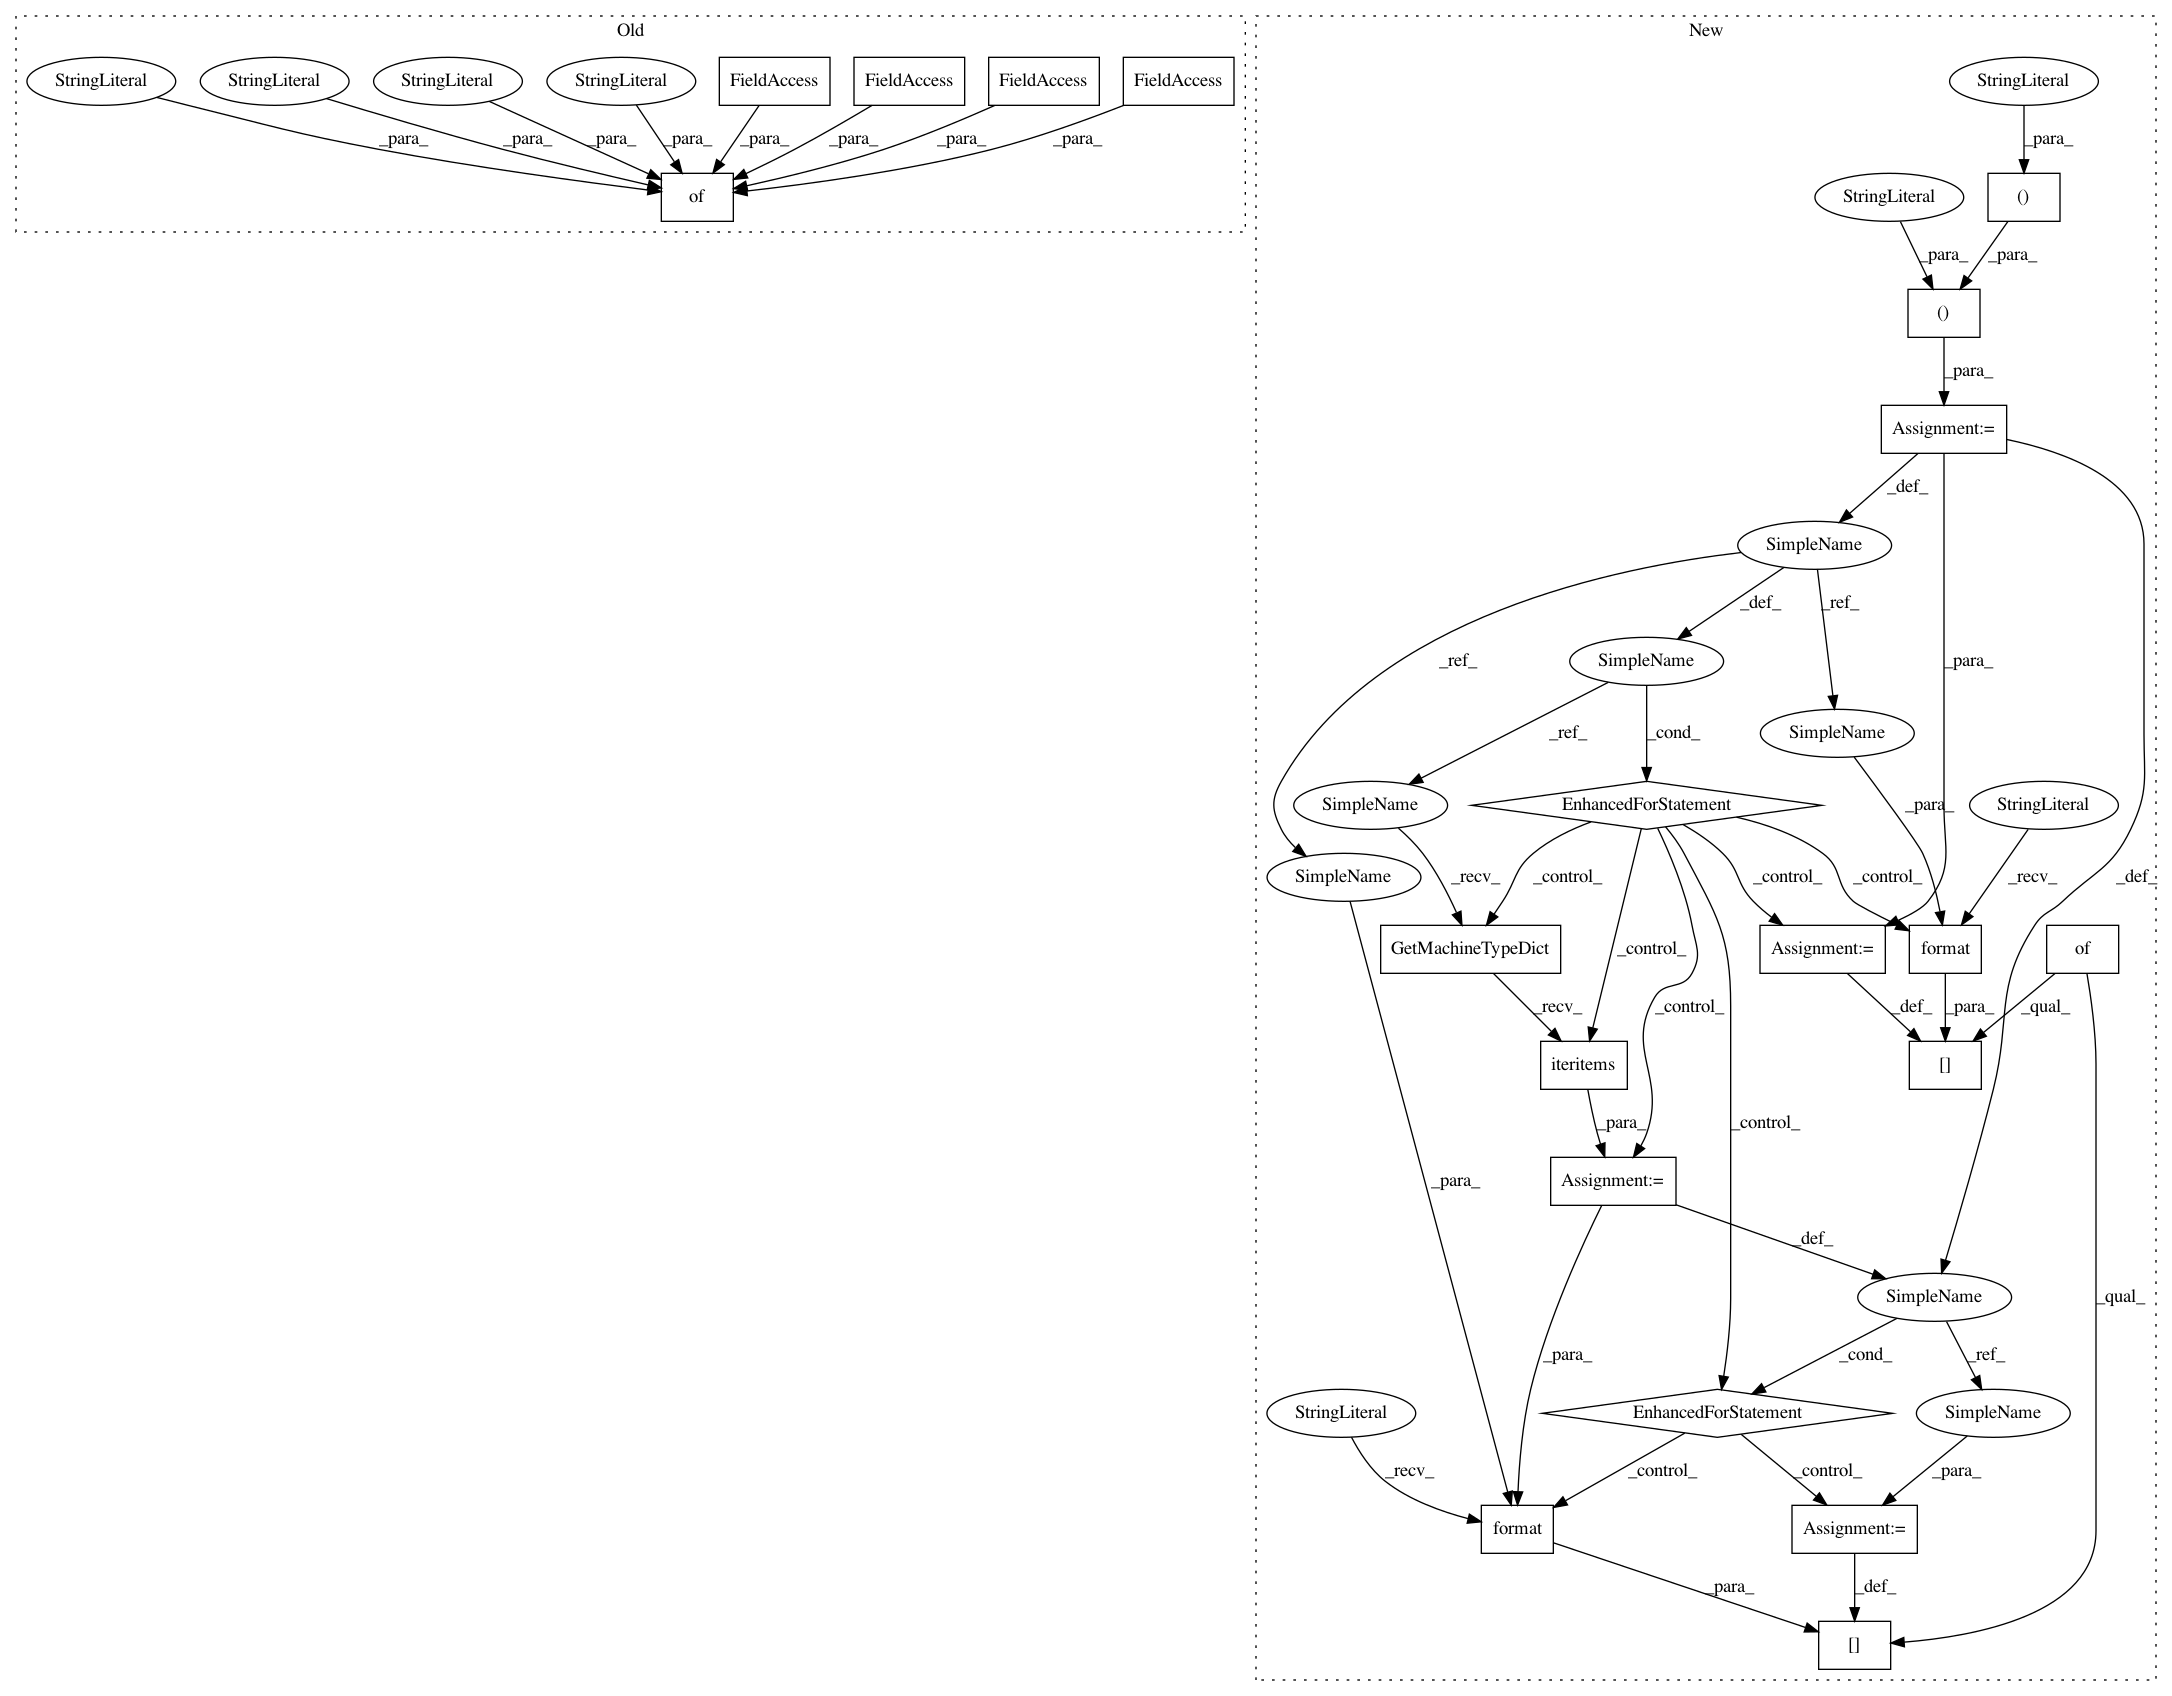 Old
New
StringLiteral
StringLiteral
StringLiteral
StringLiteral
FieldAccess
FieldAccess
FieldAccess
FieldAccess
StringLiteral
_para_
_para_
_para_
_para_
_para_
_para_
_para_
_para_
_para_
of
StringLiteral
()
_para_
_para_
()
_para_
Assignment:=
_def_
SimpleName
_def_
_ref_
_ref_
SimpleName
_para_
_ref_
_cond_
SimpleName
SimpleName
EnhancedForStatement
_para_
StringLiteral
SimpleName
_recv_
_control_
_control_
_control_
_recv_
_def_
GetMachineTypeDict
_control_
Assignment:=
format
of
_recv_
_control_
_def_
_para_
_qual_
iteritems
[]
_para_
_control_
_para_
Assignment:=
_def_
SimpleName
_qual_
_para_
_cond_
_ref_
StringLiteral
EnhancedForStatement
SimpleName
_recv_
_control_
_control_
_para_
format
Assignment:=
_para_
_def_
[]